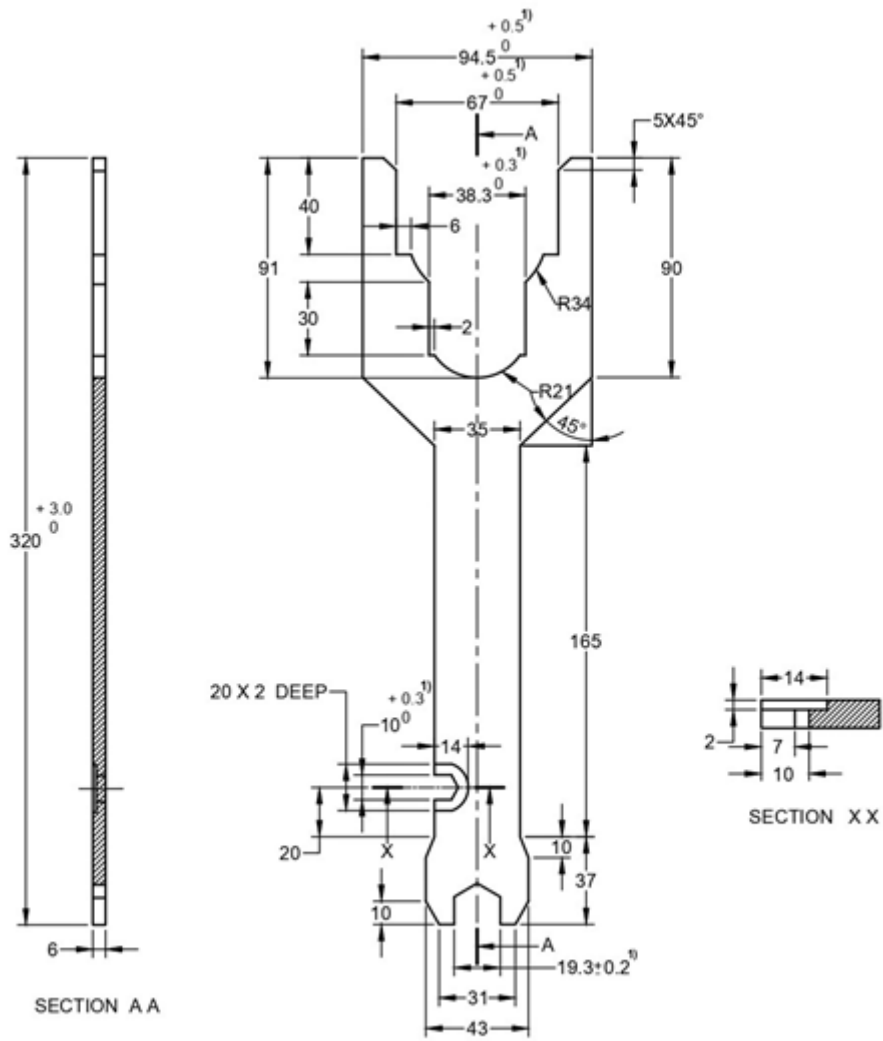 + 0.5 1)
0
94.5
+ 0.5 1)
0
67
A
5X45°
+ 0.3 1)
0
38.3
40
6
91
90
R34
30
2
R21
45°
35
+ 3.0
0
320
165
20 X 2 DEEP
+ 0.3 1)
0
10
14
14
2
7
10
SECTION X X
20
X
X
10
37
10
A
6
19.3±0.2 1)
31
43
SECTION A A